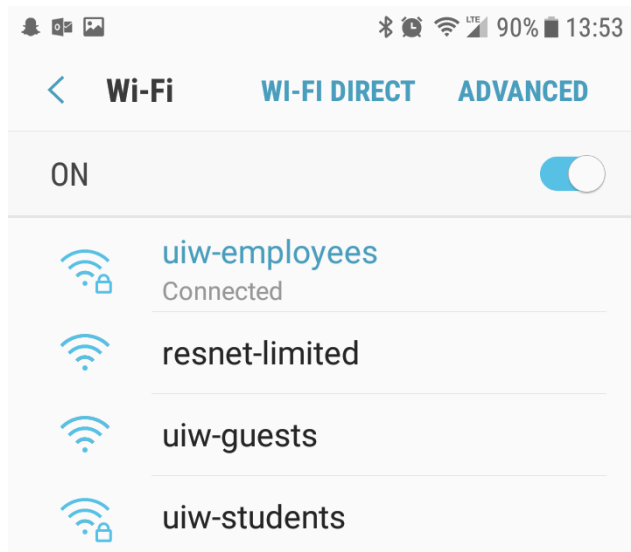 LTE 90% 13:53
Wi-Fi WI-FI DIRECT ADVANCED
ON
uiw-employees
Connected
resnet-limited
uiw-guests
uiw-students